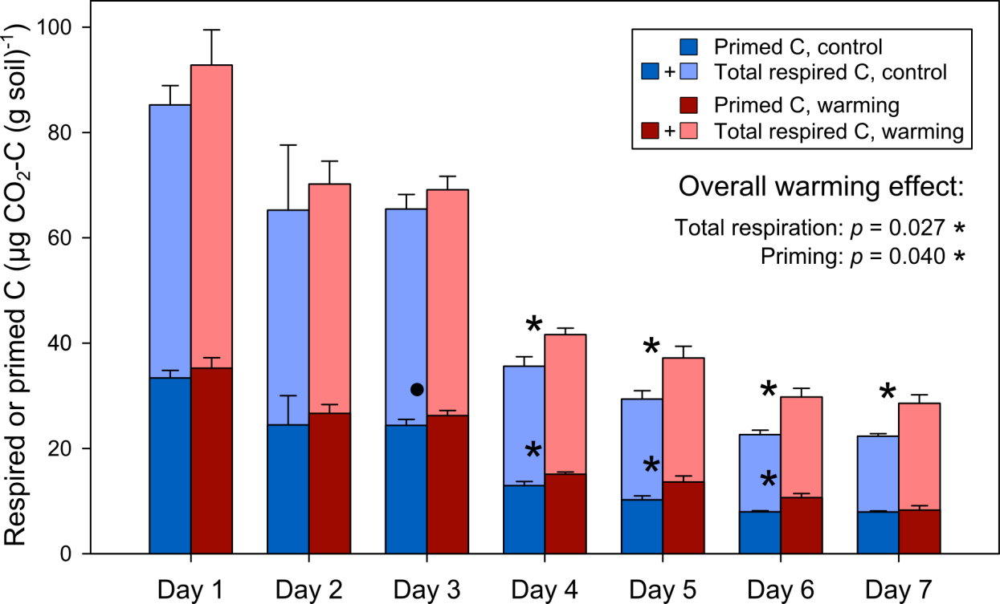 Respired or primed C (µg CO₂-C (g soil)⁻¹)
100
80
60
40
20
0
Primed C, control
+ Total respired C, control
Primed C, warming
+ Total respired C, warming
Overall warming effect:
Total respiration: p = 0.027 *
Priming: p = 0.040 *
* * * *
•
* * *
Day 1 Day 2 Day 3 Day 4 Day 5 Day 6 Day 7